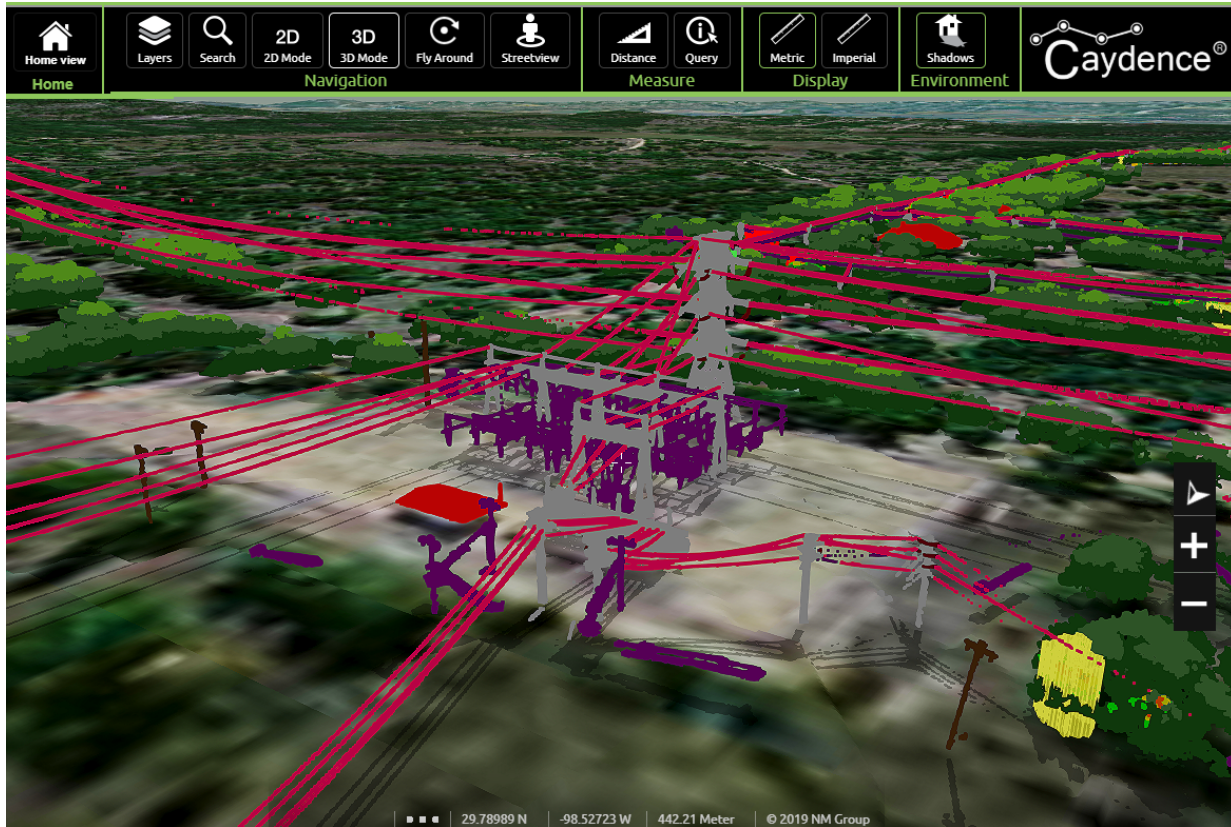 Home view
Layers
Search
2D
2D Mode
3D
3D Mode
Fly Around
Streetview
Distance
Query
Metric
Imperial
Shadows
Home
Navigation
Measure
Display
Environment
Caydence®
29.78989 N
-98.52723 W
442.21 Meter
© 2019 NM Group